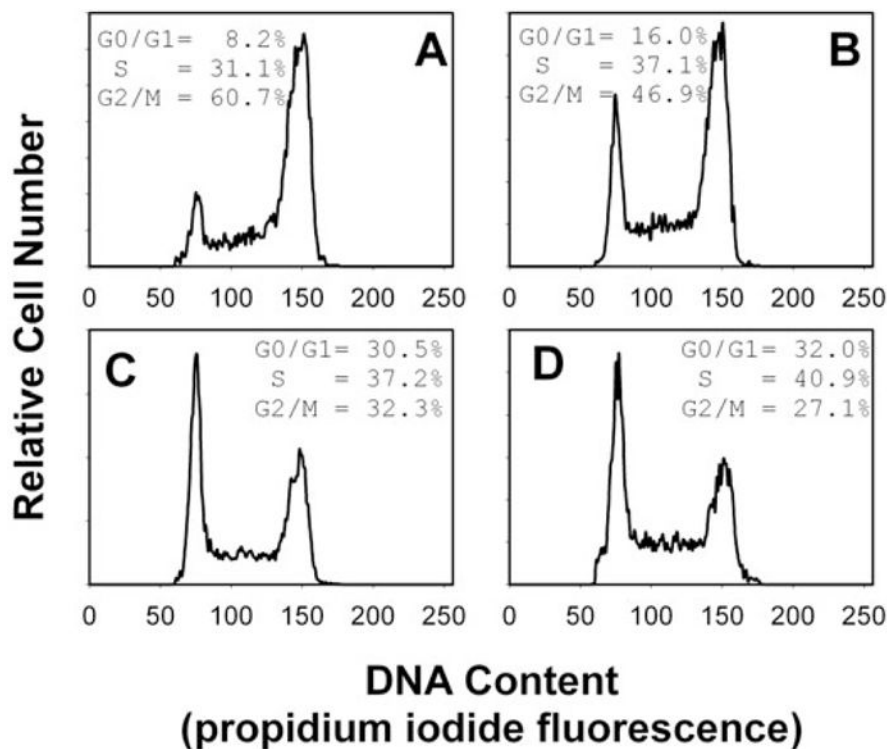 Relative Cell Number
G0/G1= 8.2%
S = 31.1%
G2/M = 60.7%
A
0 50 100 150 200 250
G0/G1= 16.0%
S = 37.1%
G2/M = 46.9%
B
0 50 100 150 200 250
C
G0/G1= 30.5%
S = 37.2%
G2/M = 32.3%
0 50 100 150 200 250
D
G0/G1= 32.0%
S = 40.9%
G2/M = 27.1%
0 50 100 150 200 250
DNA Content
(propidium iodide fluorescence)